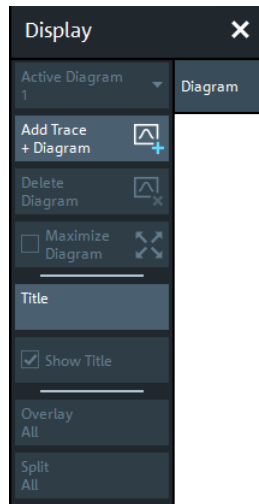 Display
Active Diagram
1
Diagram
Add Trace
+ Diagram
Delete
Diagram
Maximize
Diagram
Title
Show Title
Overlay
All
Split
All